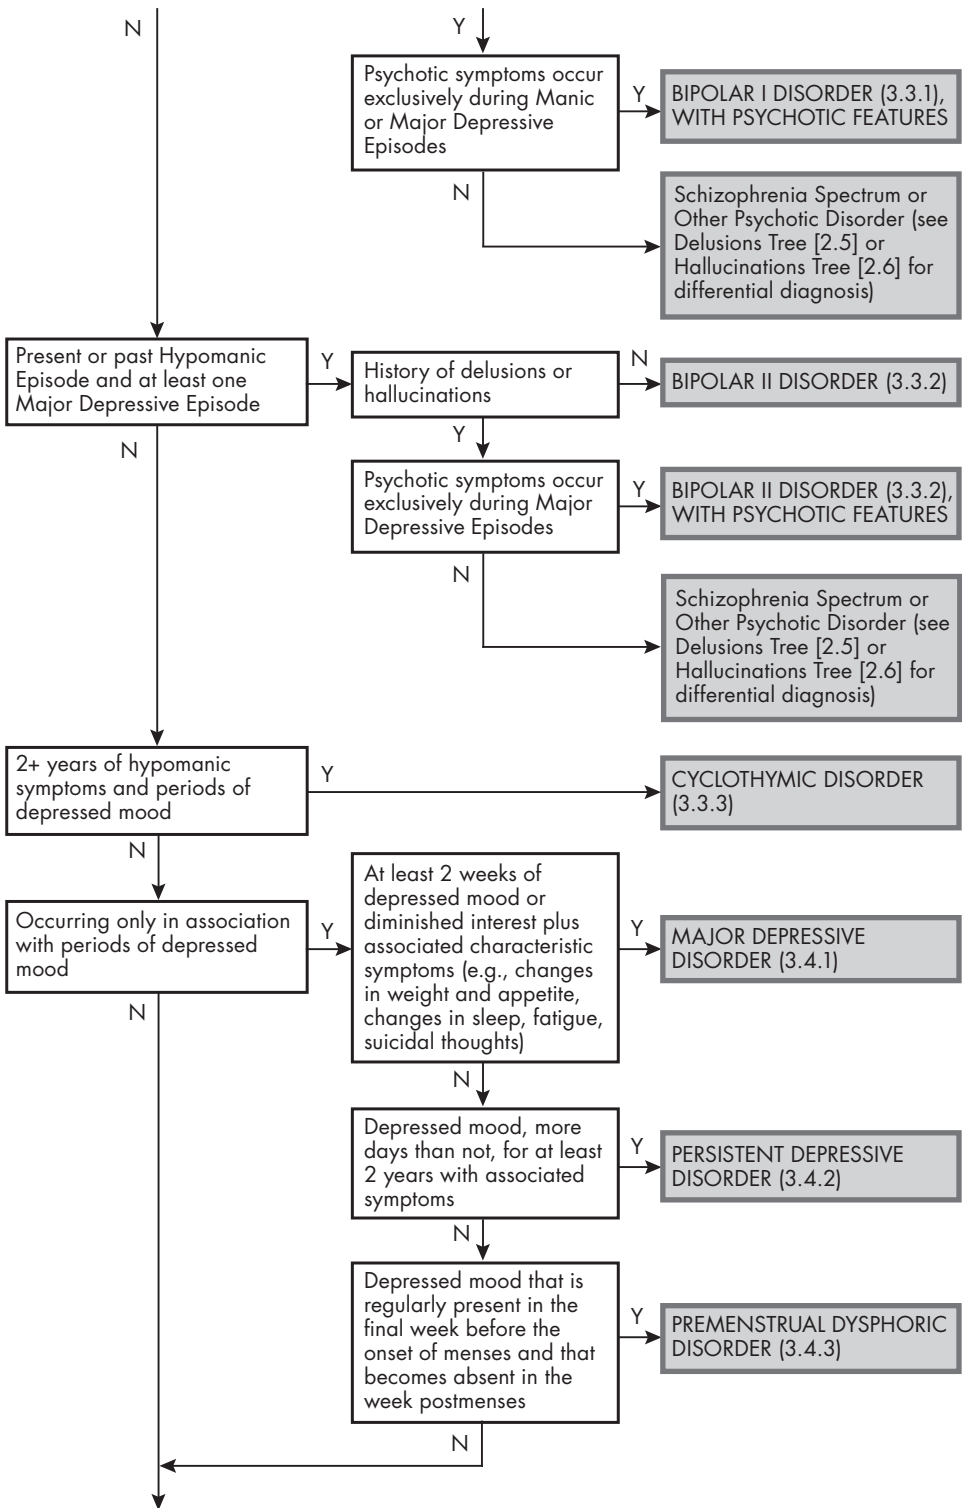 N
Y
Psychotic symptoms occur
exclusively during Manic
or Major Depressive
Episodes
Y
BIPOLAR I DISORDER (3.3.1),
WITH PSYCHOTIC FEATURES
N
Schizophrenia Spectrum or
Other Psychotic Disorder (see
Delusions Tree [2.5] or
Hallucinations Tree [2.6] for
differential diagnosis)
Present or past Hypomanic
Episode and at least one
Major Depressive Episode
Y
History of delusions or
hallucinations
N
BIPOLAR II DISORDER (3.3.2)
N
Y
Psychotic symptoms occur
exclusively during Major
Depressive Episodes
Y
BIPOLAR II DISORDER (3.3.2),
WITH PSYCHOTIC FEATURES
N
Schizophrenia Spectrum or
Other Psychotic Disorder (see
Delusions Tree [2.5] or
Hallucinations Tree [2.6] for
differential diagnosis)
2+ years of hypomanic
symptoms and periods of
depressed mood
Y
CYCLOTHYMIC DISORDER
(3.3.3)
N
Occurring only in association
with periods of depressed
mood
Y
At least 2 weeks of
depressed mood or
diminished interest plus
associated characteristic
symptoms (e.g., changes
in weight and appetite,
changes in sleep, fatigue,
suicidal thoughts)
Y
MAJOR DEPRESSIVE
DISORDER (3.4.1)
N
N
Depressed mood, more
days than not, for at least
2 years with associated
symptoms
Y
PERSISTENT DEPRESSIVE
DISORDER (3.4.2)
N
Depressed mood that is
regularly present in the
final week before the
onset of menses and that
becomes absent in the
week postmenses
Y
PREMENSTRUAL DYSPHORIC
DISORDER (3.4.3)
N